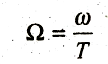 Ω = ω / T